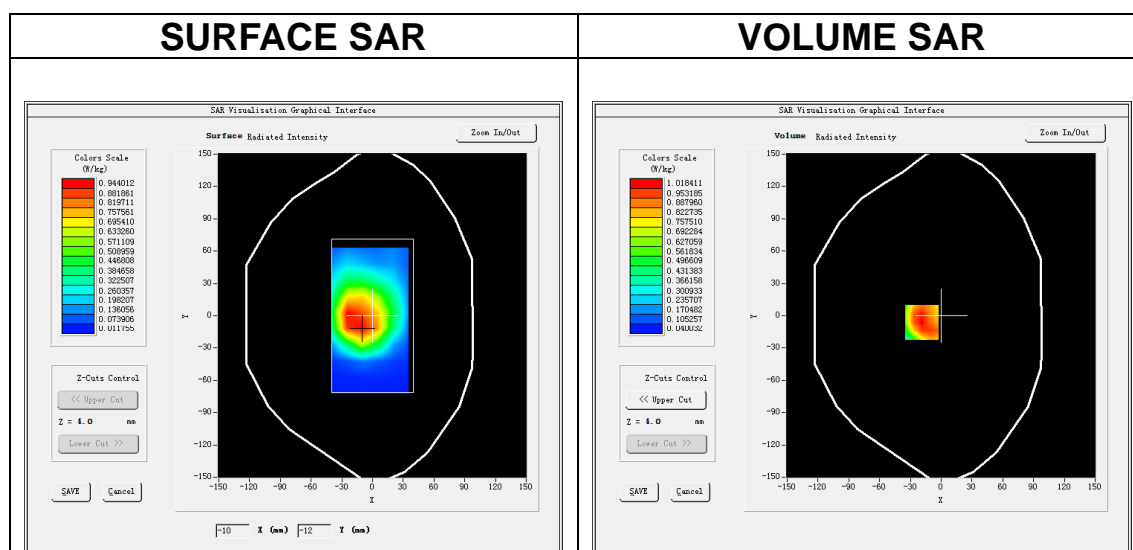 SURFACE SAR
VOLUME SAR
SAR Visualisation Graphical Interface
Surface Radiated Intensity
Zoom In/Out
Colors Scale
(W/kg)
0.944012
0.881861
0.819711
0.757561
0.695410
0.633260
0.571109
0.508959
0.446808
0.384658
0.322507
0.260357
0.198207
0.136056
0.073906
0.011755
150
120
90
60
30
0
-30
-60
-90
-120
-150
Y
-150 -120 -90 -60 -30 0 30 60 90 120 150
X
Z-Cuts Control
<< Upper Cut
Z = 4.0 mm
Lower Cut >>
SAVE Cancel
-10 X (mm) -12 Y (mm)
SAR Visualisation Graphical Interface
Volume Radiated Intensity
Zoom In/Out
Colors Scale
(W/kg)
1.018411
0.953185
0.887960
0.822735
0.757510
0.692284
0.627059
0.561834
0.496609
0.431383
0.366158
0.300933
0.235707
0.170482
0.105257
0.040032
150
120
90
60
30
0
-30
-60
-90
-120
-150
Y
-150 -120 -90 -60 -30 0 30 60 90 120 150
X
Z-Cuts Control
<< Upper Cut
Z = 4.0 mm
Lower Cut >>
SAVE Cancel